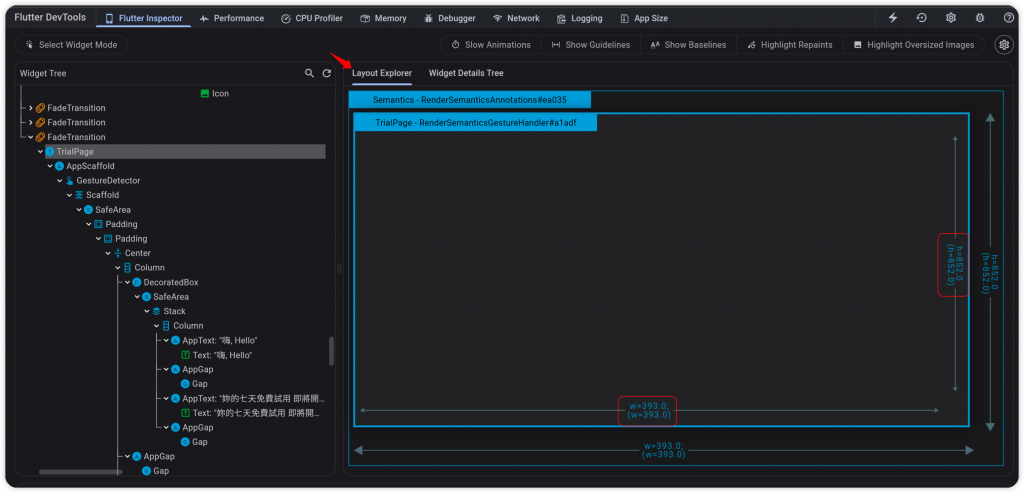 Flutter DevTools
Flutter Inspector
Performance
CPU Profiler
Memory
Debugger
Network
Logging
App Size
Select Widget Mode
Slow Animations
Show Guidelines
Show Baselines
Highlight Repaints
Highlight Oversized Images
Widget Tree
Icon
FadeTransition
FadeTransition
FadeTransition
TrialPage
AppScaffold
GestureDetector
Scaffold
SafeArea
Padding
Padding
Center
Column
DecoratedBox
SafeArea
Stack
Column
AppText: "嗨, Hello"
Text: "嗨, Hello"
AppGap
Gap
AppText: "妳的七天免費試用 即將開...
Text: "妳的七天免費試用 即將開...
AppGap
Gap
AppGap
Gap
Layout Explorer
Widget Details Tree
Semantics - RenderSemanticsAnnotations#ea035
TrialPage - RenderSemanticsGestureHandler#a1adf
h=852.0
(h=852.0)
h=852.0
(h=852.0)
w=393.0;
(w=393.0)
w=393.0;
(w=393.0)